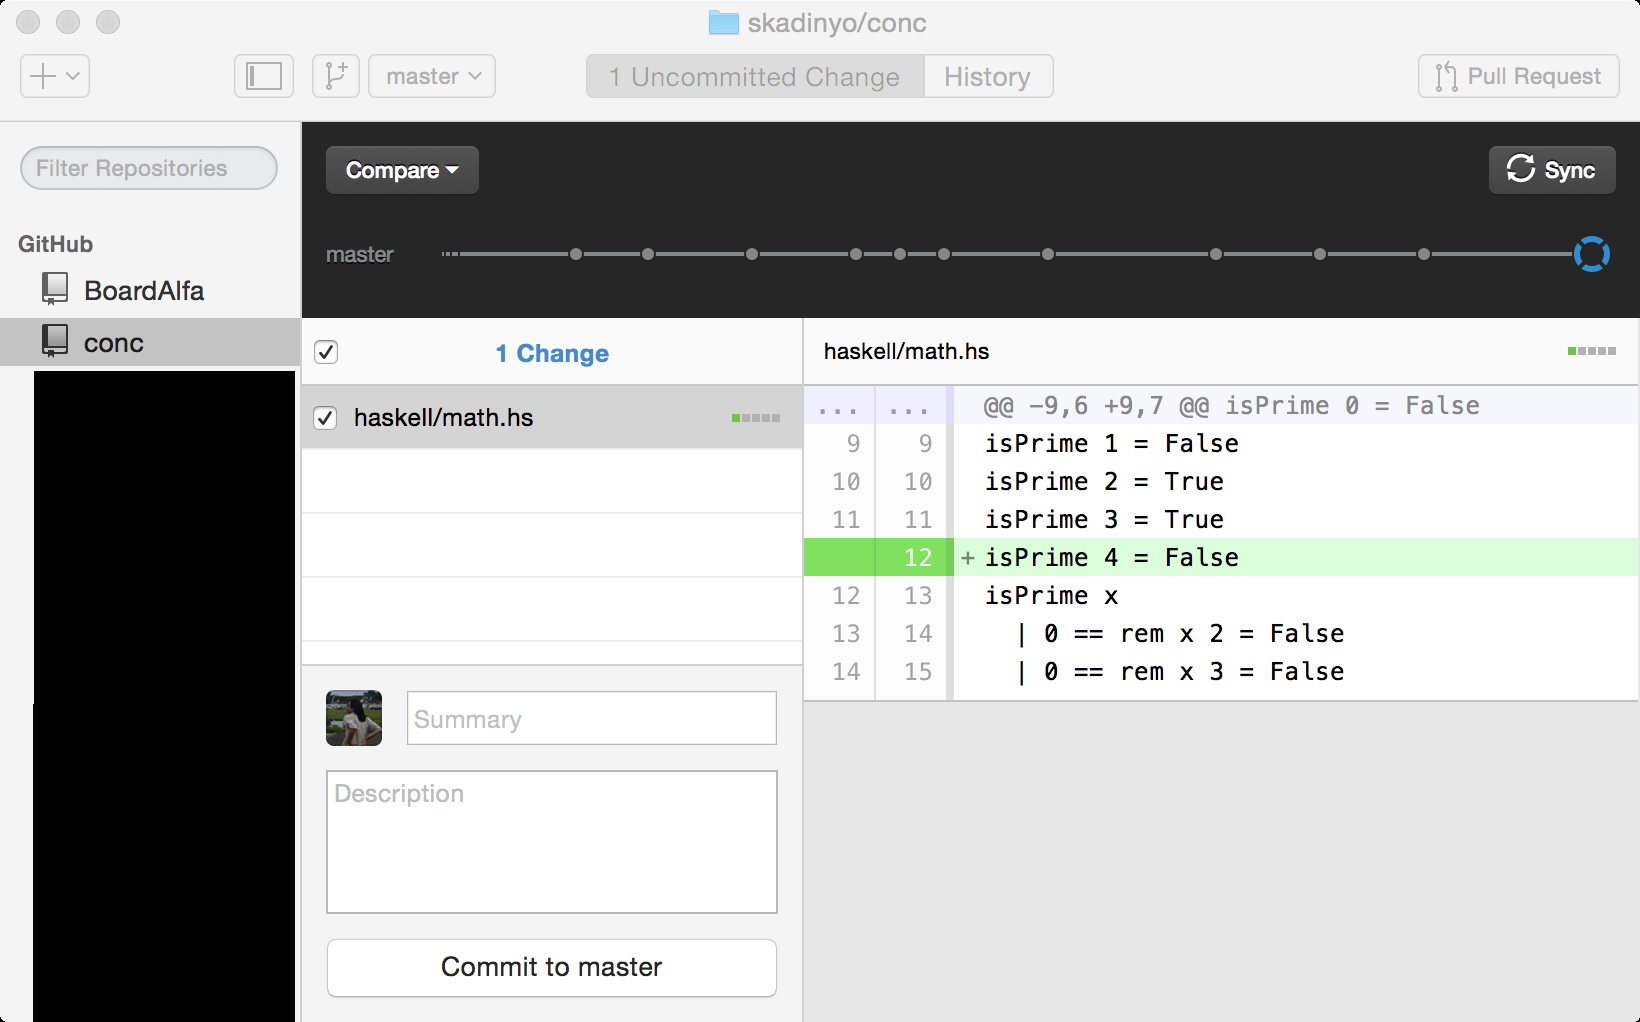 skadinyo/conc
master
1 Uncommitted Change
History
Pull Request
Filter Repositories
Compare
Sync
master
GitHub
BoardAlfa
conc
1 Change
haskell/math.hs
Summary
Description
Commit to master
haskell/math.hs
... ... @@ -9,6 +9,7 @@ isPrime 0 = False
9 9 isPrime 1 = False
10 10 isPrime 2 = True
11 11 isPrime 3 = True
12 + isPrime 4 = False
12 13 isPrime x
13 14 | 0 == rem x 2 = False
14 15 | 0 == rem x 3 = False